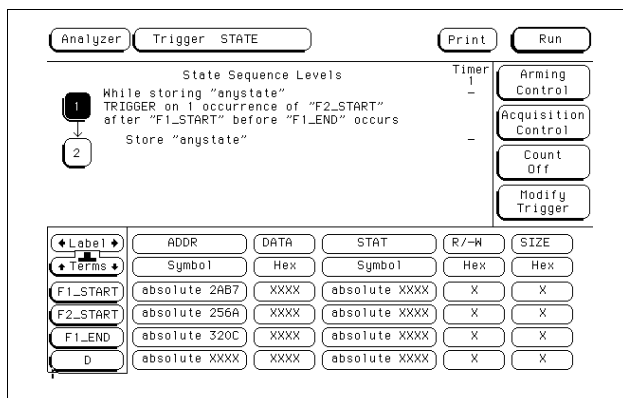 Analyzer Trigger STATE Print Run
State Sequence Levels Timer
1
1 While storing "anystate" –
TRIGGER on 1 occurrence of "F2_START"
after "F1_START" before "F1_END" occurs
2 Store "anystate" –
Arming
Control
Acquisition
Control
Count
Off
Modify
Trigger
Label ADDR DATA STAT R/-W SIZE
Terms Symbol Hex Symbol Hex Hex
F1_START absolute 2AB7 XXXX absolute XXXX X X
F2_START absolute 256A XXXX absolute XXXX X X
F1_END absolute 320C XXXX absolute XXXX X X
D absolute XXXX XXXX absolute XXXX X X